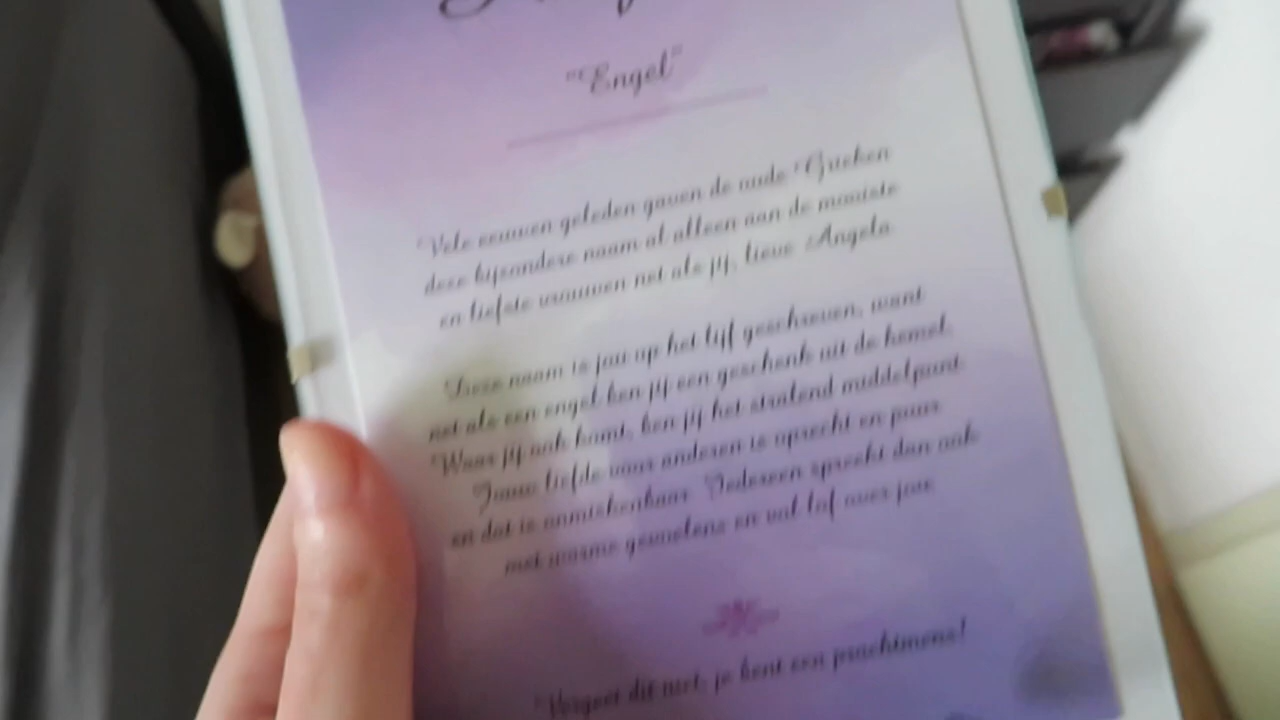 "Engel"
Vele eeuwen geleden gaven de oude Grieken
deze bijzondere naam al alleen aan de mooiste
en liefste vrouwen net als jij, lieve Angela
Deze naam is jou op het lijf geschreven, want
net als een engel ben jij een geschenk uit de hemel.
Waar jij ook komt, ben jij het stralend middelpunt
Jouw liefde voor anderen is oprecht en puur
en dat is onmiskenbaar Iedereen spreekt dan ook
met warme gevoelens en vol lof over jou
Vergeet dit niet, je bent een prachtmens!